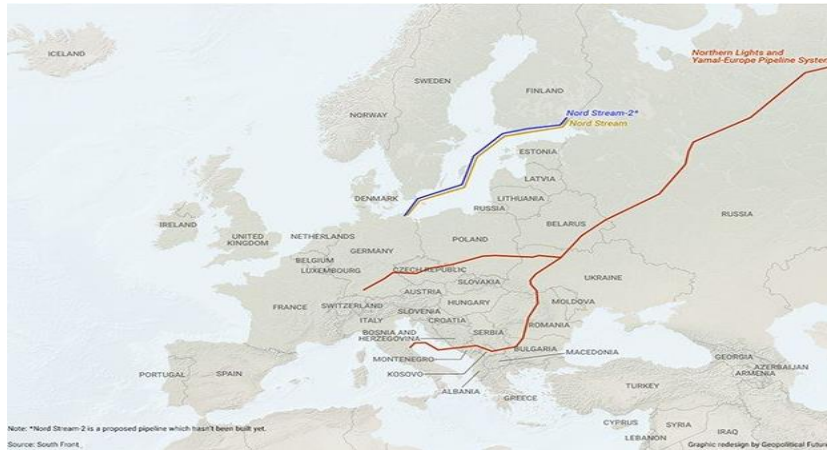 Northern Lights and
Yamal-Europe Pipeline System
ICELAND
SWEDEN
FINLAND
NORWAY
Nord Stream-2*
Nord Stream
ESTONIA
LATVIA
DENMARK
LITHUANIA
RUSSIA
RUSSIA
BELARUS
IRELAND
UNITED
KINGDOM
NETHERLANDS
POLAND
GERMANY
BELGIUM
LUXEMBOURG
CZECH REPUBLIC
UKRAINE
SLOVAKIA
AUSTRIA
FRANCE
SWITZERLAND
HUNGARY
MOLDOVA
SLOVENIA
ITALY
CROATIA
ROMANIA
BOSNIA AND
HERZEGOVINA
SERBIA
BULGARIA
MACEDONIA
MONTENEGRO
KOSOVO
GEORGIA
AZERBAIJAN
ARMENIA
PORTUGAL
SPAIN
ALBANIA
TURKEY
GREECE
CYPRUS
SYRIA
LEBANON
IRAQ
Note: *Nord Stream-2 is a proposed pipeline which hasn't been built yet.
Source: South Front
Graphic redesign by Geopolitical Future